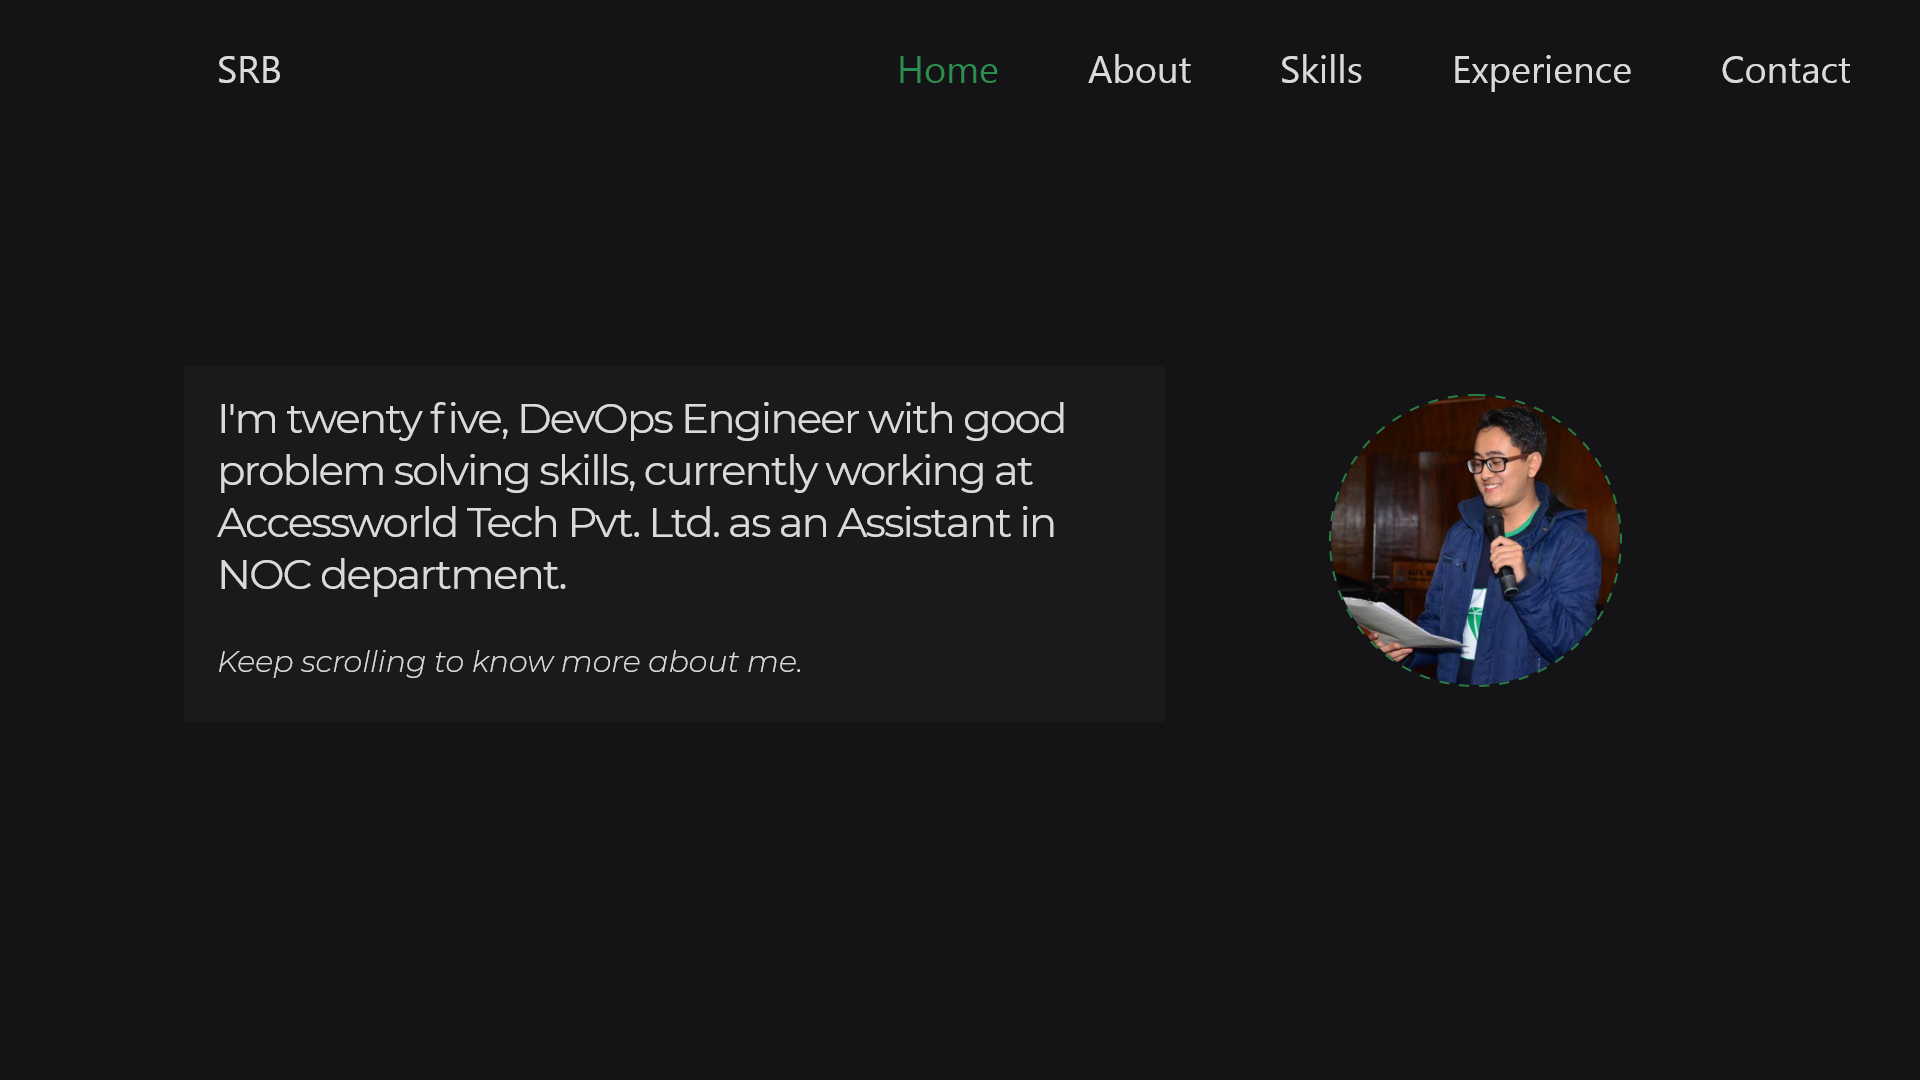 SRB
Home About Skills Experience Contact
I'm twenty five, DevOps Engineer with good
problem solving skills, currently working at
Accessworld Tech Pvt. Ltd. as an Assistant in
NOC department.
Keep scrolling to know more about me.